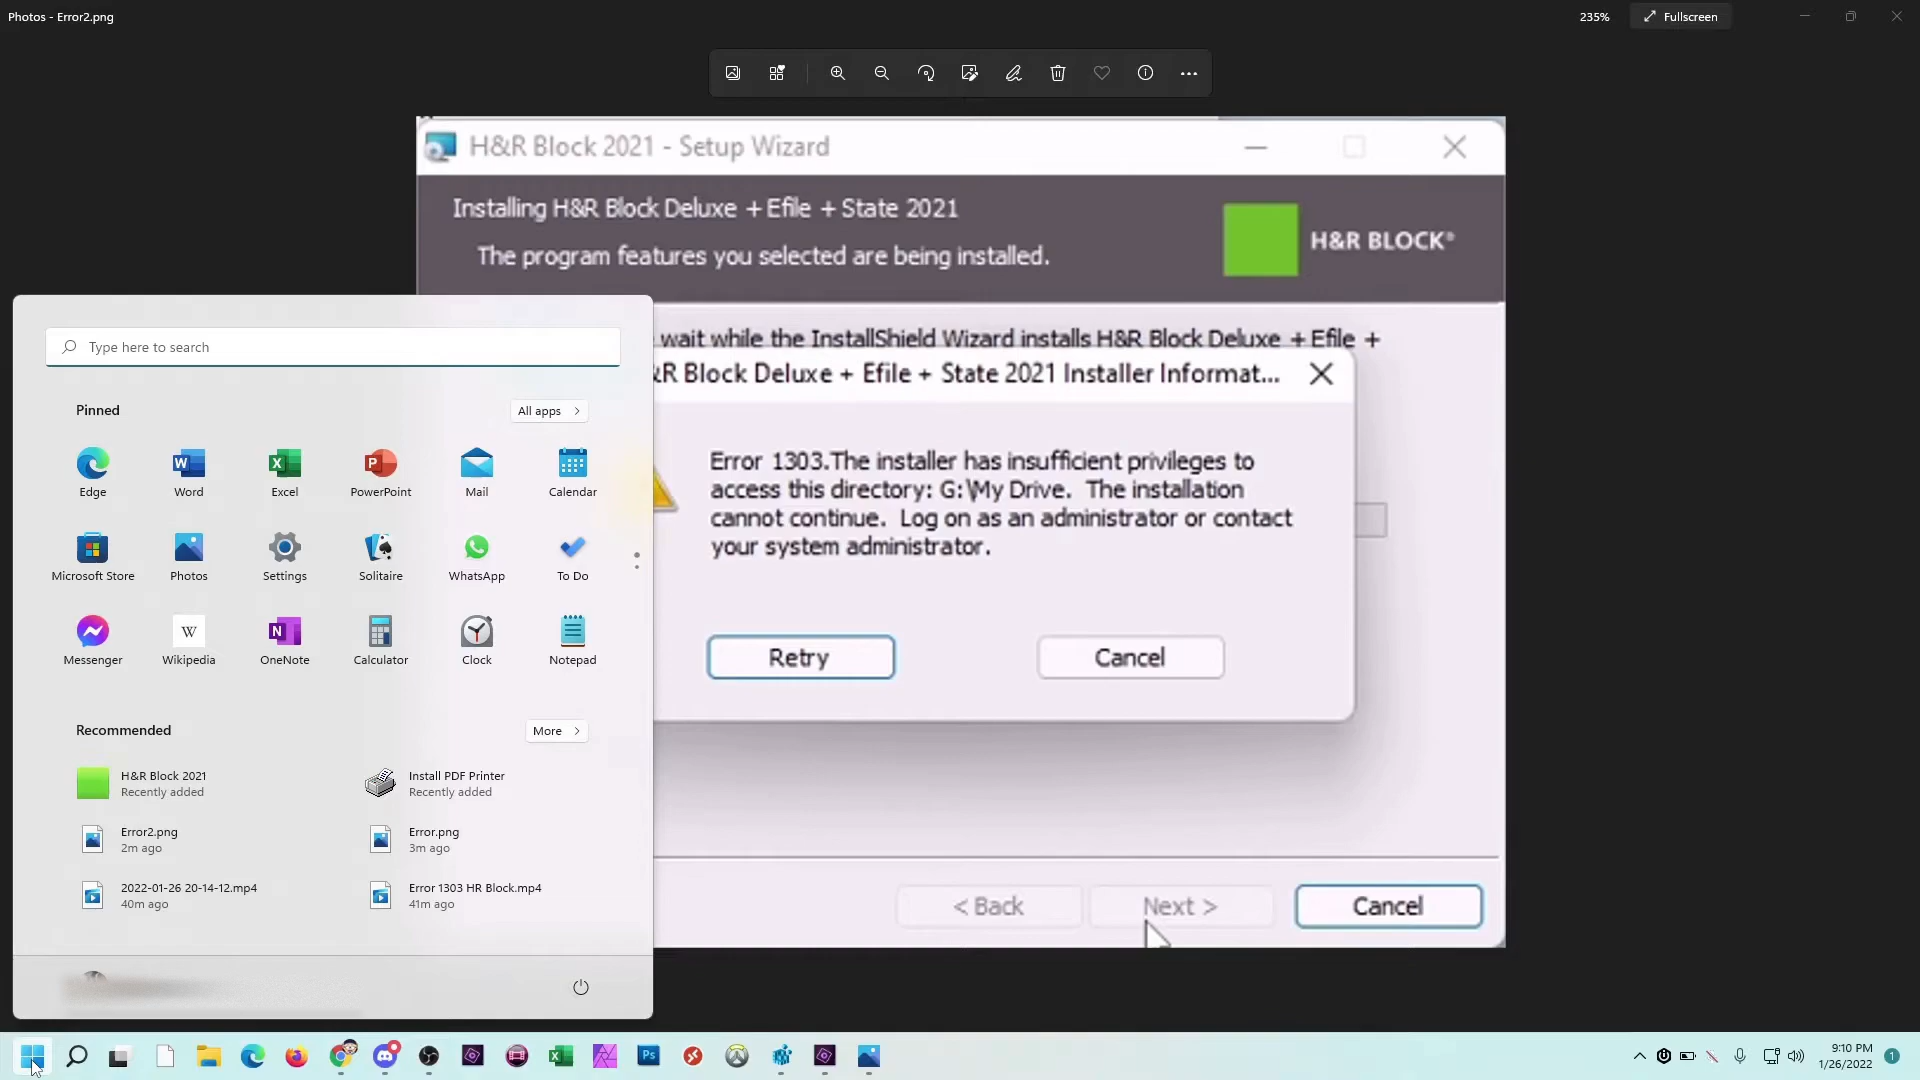 Photos - Error2.png
235%
Fullscreen
H&R Block 2021 - Setup Wizard
Installing H&R Block Deluxe + Efile + State 2021
The program features you selected are being installed.
H&R BLOCK®
wait while the InstallShield Wizard installs H&R Block Deluxe + Efile +
&R Block Deluxe + Efile + State 2021 Installer Informat...
Error 1303.The installer has insufficient privileges to
access this directory: G:\My Drive. The installation
cannot continue. Log on as an administrator or contact
your system administrator.
Retry
Cancel
< Back
Next >
Cancel
Type here to search
Pinned
All apps
Edge
Word
Excel
PowerPoint
Mail
Calendar
Microsoft Store
Photos
Settings
Solitaire
WhatsApp
To Do
Messenger
Wikipedia
OneNote
Calculator
Clock
Notepad
Recommended
More
H&R Block 2021
Recently added
Install PDF Printer
Recently added
Error2.png
2m ago
Error.png
3m ago
2022-01-26 20-14-12.mp4
40m ago
Error 1303 HR Block.mp4
41m ago
9:10 PM
1/26/2022
1